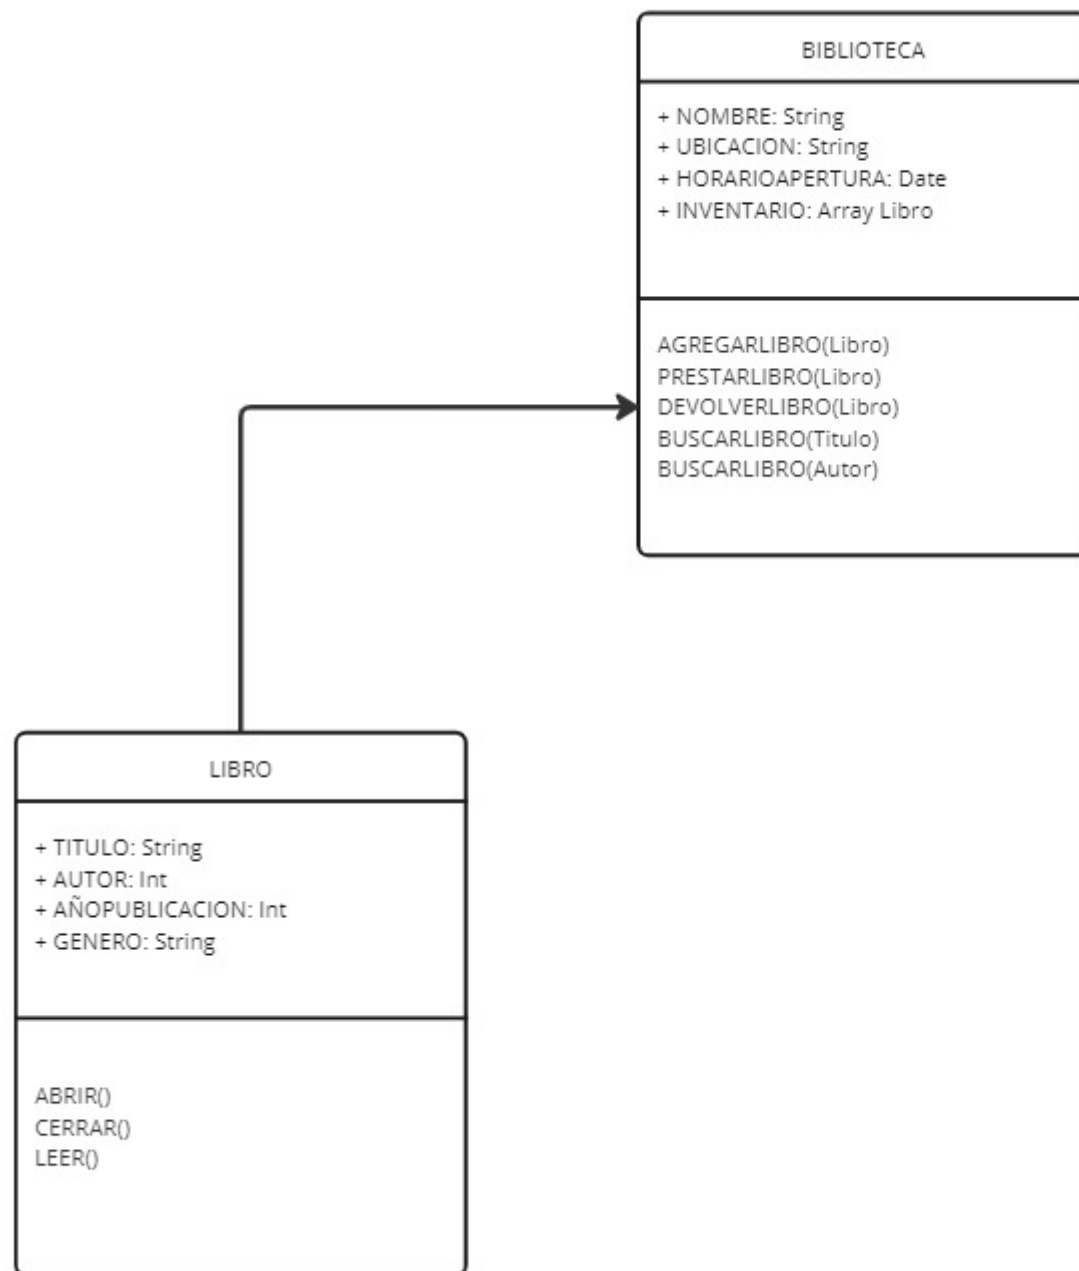 BIBLIOTECA
+ NOMBRE: String
+ UBICACION: String
+ HORARIOAPERTURA: Date
+ INVENTARIO: Array Libro
AGREGARLIBRO(Libro)
PRESTARLIBRO(Libro)
DEVOLVERLIBRO(Libro)
BUSCARLIBRO(Titulo)
BUSCARLIBRO(Autor)
LIBRO
+ TITULO: String
+ AUTOR: Int
+ AÑOPUBLICACION: Int
+ GENERO: String
ABRIR()
CERRAR()
LEER()